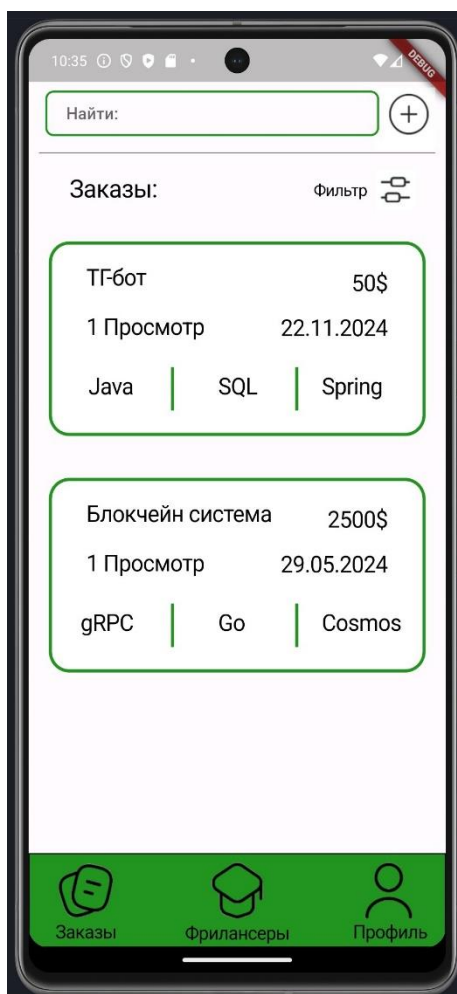 10:35
DEBUG
Найти:
Заказы:
Фильтр
ТГ-бот 50$
1 Просмотр 22.11.2024
Java SQL Spring
Блокчейн система 2500$
1 Просмотр 29.05.2024
gRPC Go Cosmos
Заказы Фрилансеры Профиль